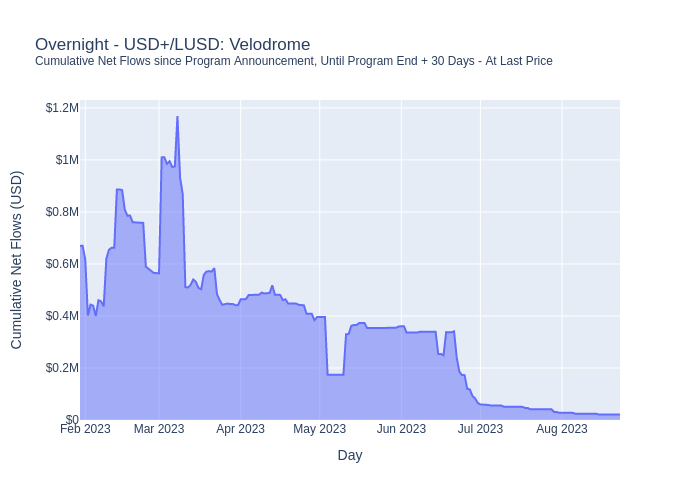 Overnight - USD+/LUSD: Velodrome
Cumulative Net Flows since Program Announcement, Until Program End + 30 Days - At Last Price
Cumulative Net Flows (USD)
$1.2M
$1M
$0.8M
$0.6M
$0.4M
$0.2M
$0
Feb 2023
Mar 2023
Apr 2023
May 2023
Jun 2023
Jul 2023
Aug 2023
Day